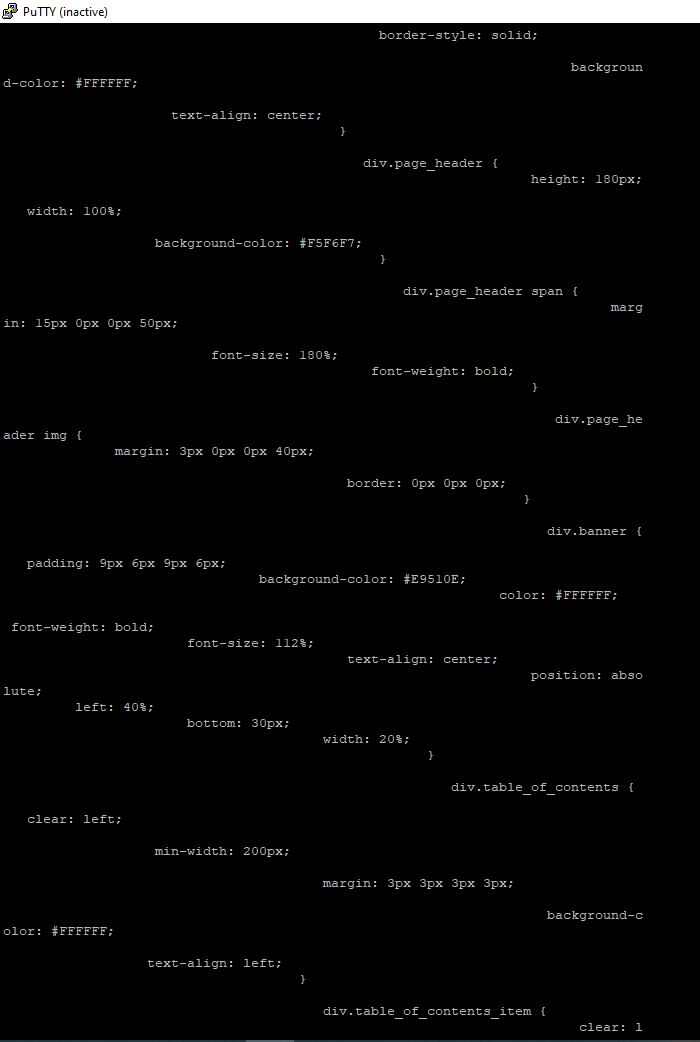 PuTTY (inactive)
border-style: solid;
backgroun
d-color: #FFFFFF;
text-align: center;
}
div.page_header {
height: 180px;
width: 100%;
background-color: #F5F6F7;
}
div.page_header span {
marg
in: 15px 0px 0px 50px;
font-size: 180%;
font-weight: bold;
}
div.page_he
ader img {
margin: 3px 0px 0px 40px;
border: 0px 0px 0px;
}
div.banner {
padding: 9px 6px 9px 6px;
background-color: #E9510E;
color: #FFFFFF;
font-weight: bold;
font-size: 112%;
text-align: center;
position: abso
lute;
left: 40%;
bottom: 30px;
width: 20%;
}
div.table_of_contents {
clear: left;
min-width: 200px;
margin: 3px 3px 3px 3px;
background-c
olor: #FFFFFF;
text-align: left;
}
div.table_of_contents_item {
clear: l